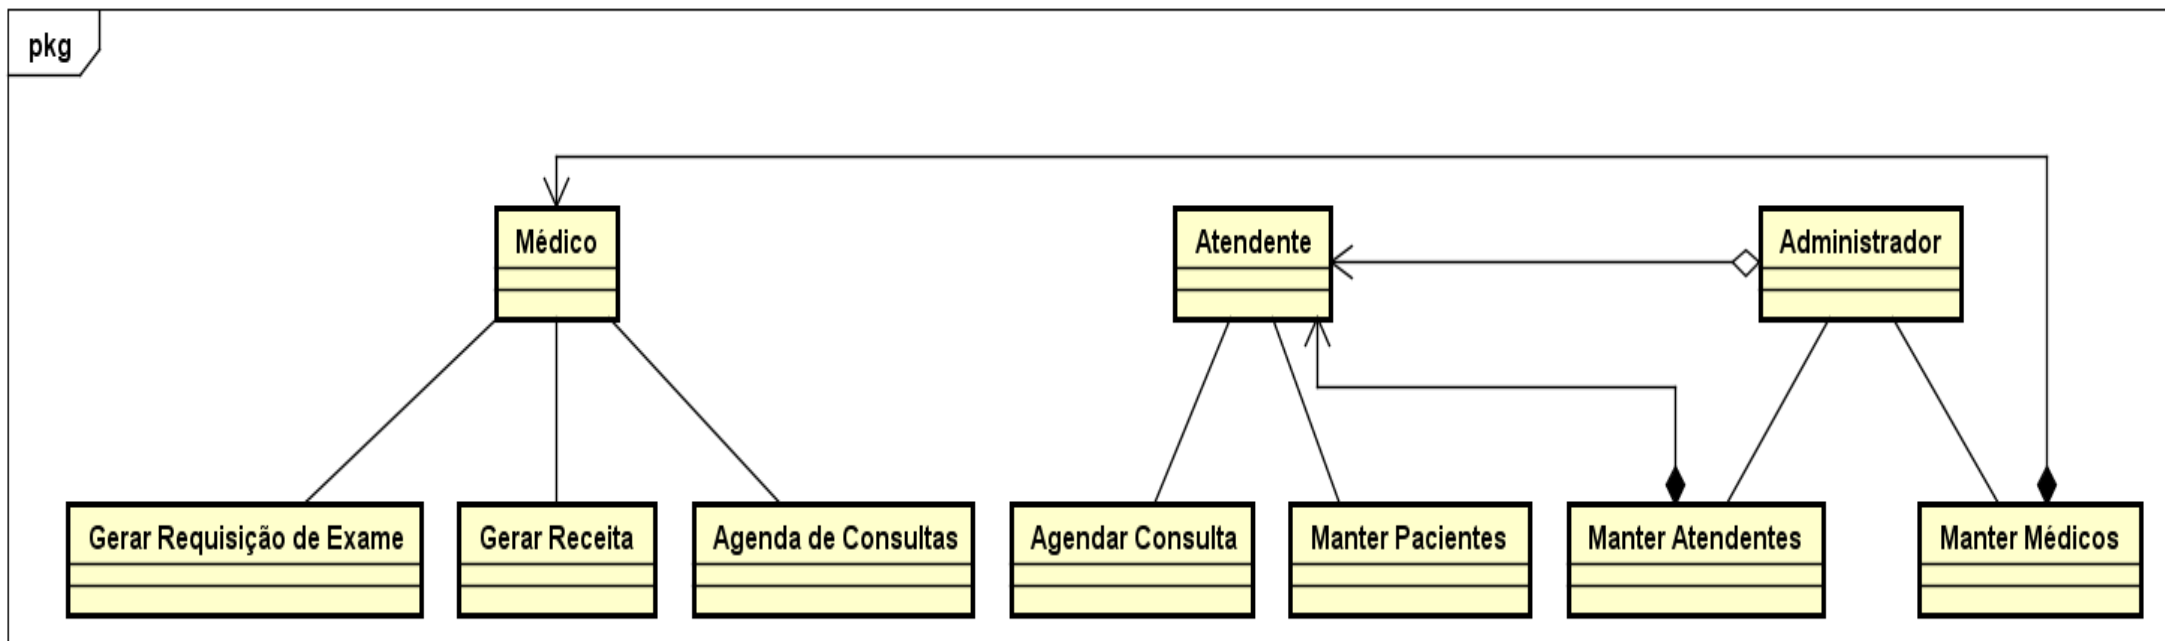 pkg
Médico
Atendente
Administrador
Gerar Requisição de Exame
Gerar Receita
Agenda de Consultas
Agendar Consulta
Manter Pacientes
Manter Atendentes
Manter Médicos